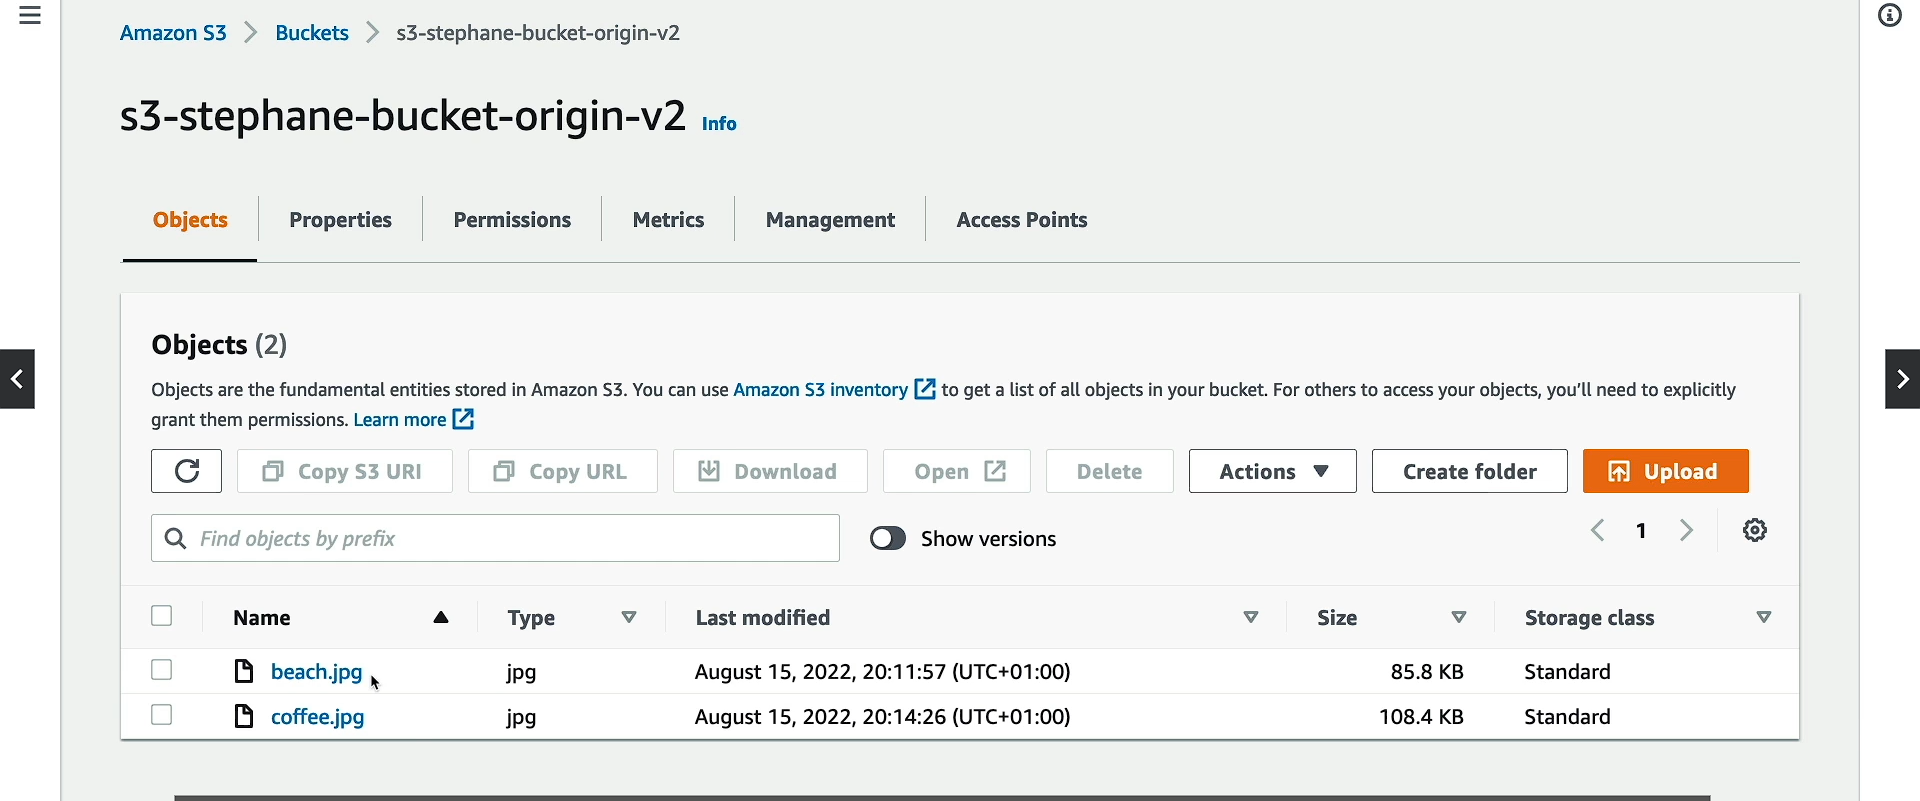 Amazon S3 > Buckets > s3-stephane-bucket-origin-v2
s3-stephane-bucket-origin-v2 Info
Objects Properties Permissions Metrics Management Access Points
Objects (2)
Objects are the fundamental entities stored in Amazon S3. You can use Amazon S3 inventory to get a list of all objects in your bucket. For others to access your objects, you'll need to explicitly
grant them permissions. Learn more
Copy S3 URI Copy URL Download Open Delete Actions Create folder Upload
Find objects by prefix Show versions 1
Name Type Last modified Size Storage class
beach.jpg jpg August 15, 2022, 20:11:57 (UTC+01:00) 85.8 KB Standard
coffee.jpg jpg August 15, 2022, 20:14:26 (UTC+01:00) 108.4 KB Standard